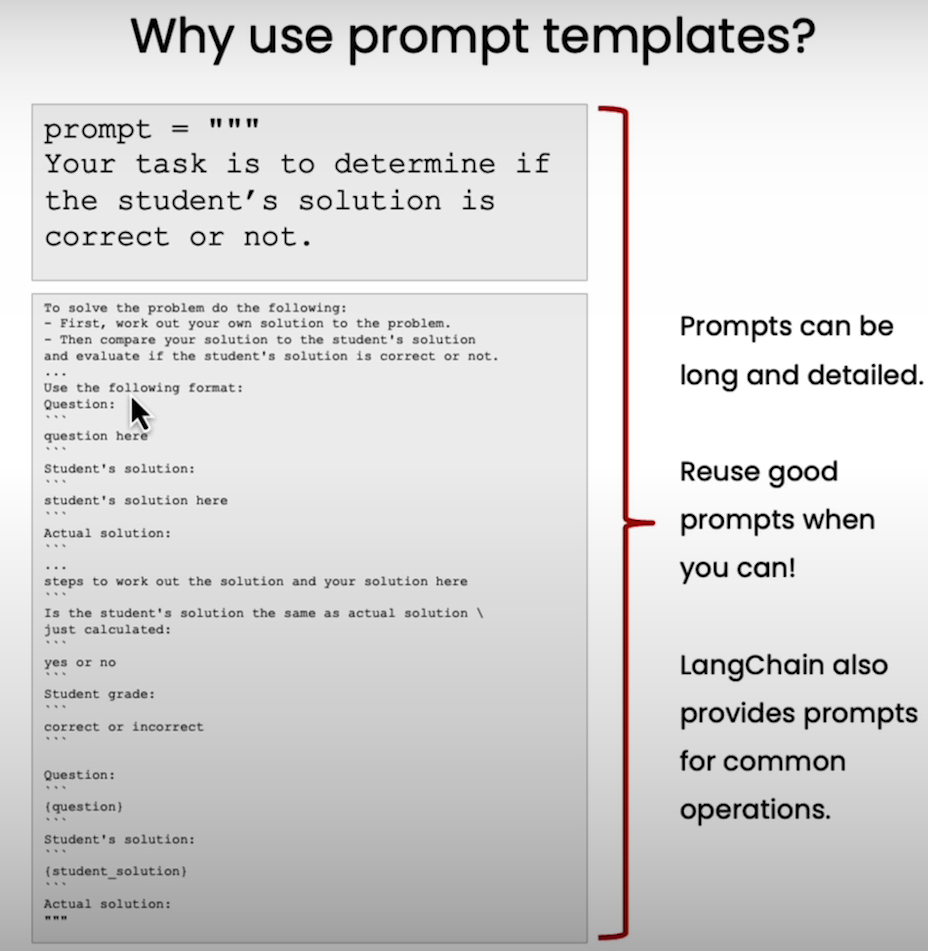 Why use prompt templates?
prompt = """
Your task is to determine if
the student’s solution is
correct or not.
To solve the problem do the following:
- First, work out your own solution to the problem.
- Then compare your solution to the student's solution
and evaluate if the student's solution is correct or not.
...
Use the following format:
Question:
```
question here
```
Student's solution:
```
student's solution here
```
Actual solution:
```
...
steps to work out the solution and your solution here
```
Is the student's solution the same as actual solution \
just calculated:
```
yes or no
```
Student grade:
```
correct or incorrect
```
Question:
```
{question}
```
Student's solution:
```
{student_solution}
```
Actual solution:
"""
Prompts can be
long and detailed.
Reuse good
prompts when
you can!
LangChain also
provides prompts
for common
operations.